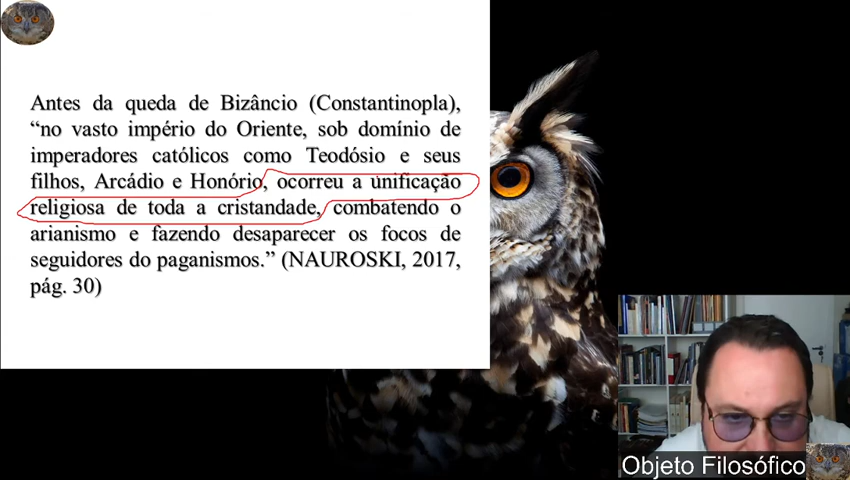 Antes da queda de Bizâncio (Constantinopla),
“no vasto império do Oriente, sob domínio de
imperadores católicos como Teodósio e seus
filhos, Arcádio e Honório, ocorreu a unificação
religiosa de toda a cristandade, combatendo o
arianismo e fazendo desaparecer os focos de
seguidores do paganismos.” (NAUROSKI, 2017,
pág. 30)
Objeto Filosófico